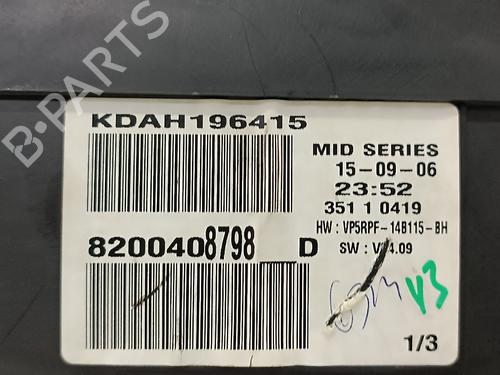 KDAH196415
MID SERIES
15-09-06
23:52
351 1 0419
HW : VP5RPF-14B115-BH
8200408798__D
SW : V24.09
V3
1/3
B-PARTS